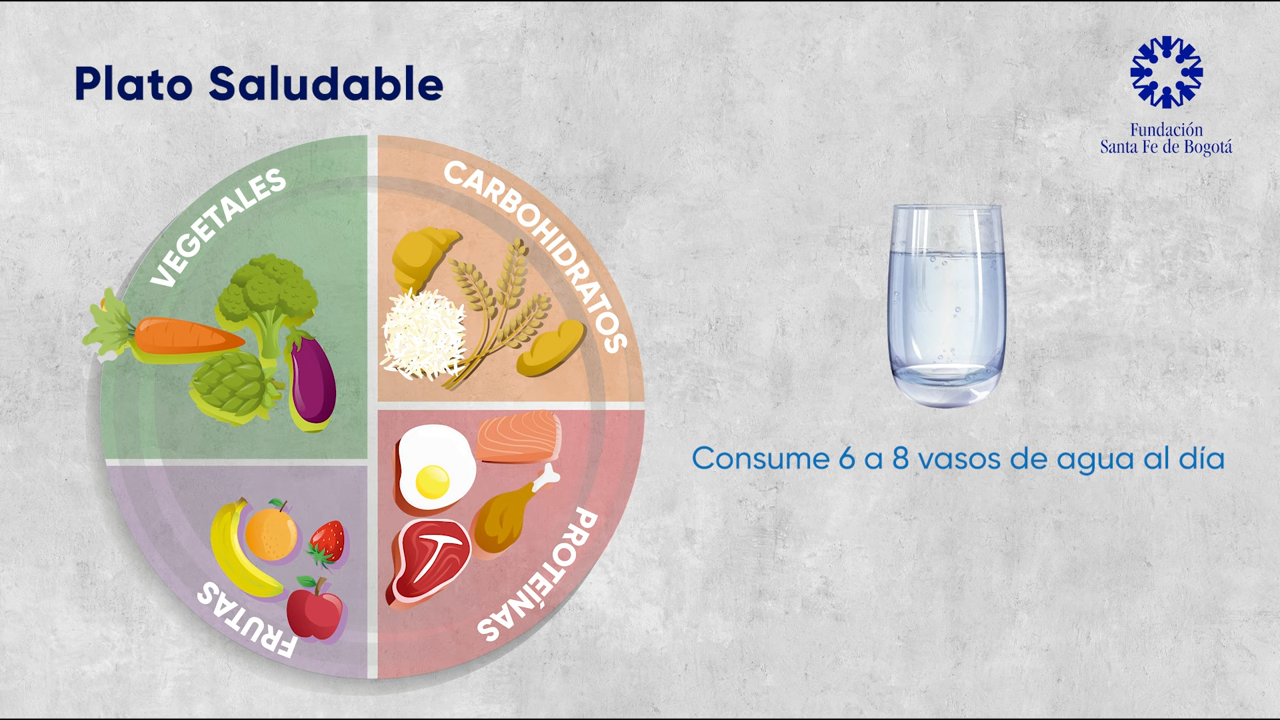 Plato Saludable
Fundación
Santa Fe de Bogotá
VEGETALES
CARBOHIDRATOS
Consume 6 a 8 vasos de agua al día
PROTEÍNAS
FRUTAS